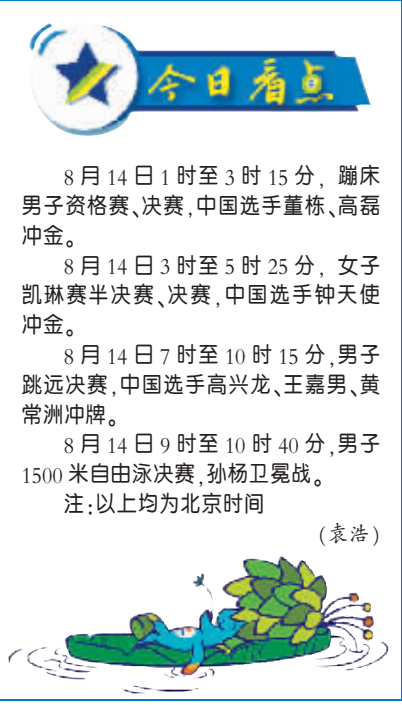 今日看点
8月14日1时至3时15分，蹦床
男子资格赛、决赛,中国选手董栋、高磊
冲金。
8月14日3时至5时25分，女子
凯琳赛半决赛、决赛,中国选手钟天使
冲金。
8月14日7时至10时15分,男子
跳远决赛,中国选手高兴龙、王嘉男、黄
常洲冲牌。
8月14日9时至10时40分,男子
1500米自由泳决赛,孙杨卫冕战。
注:以上均为北京时间
(袁浩)